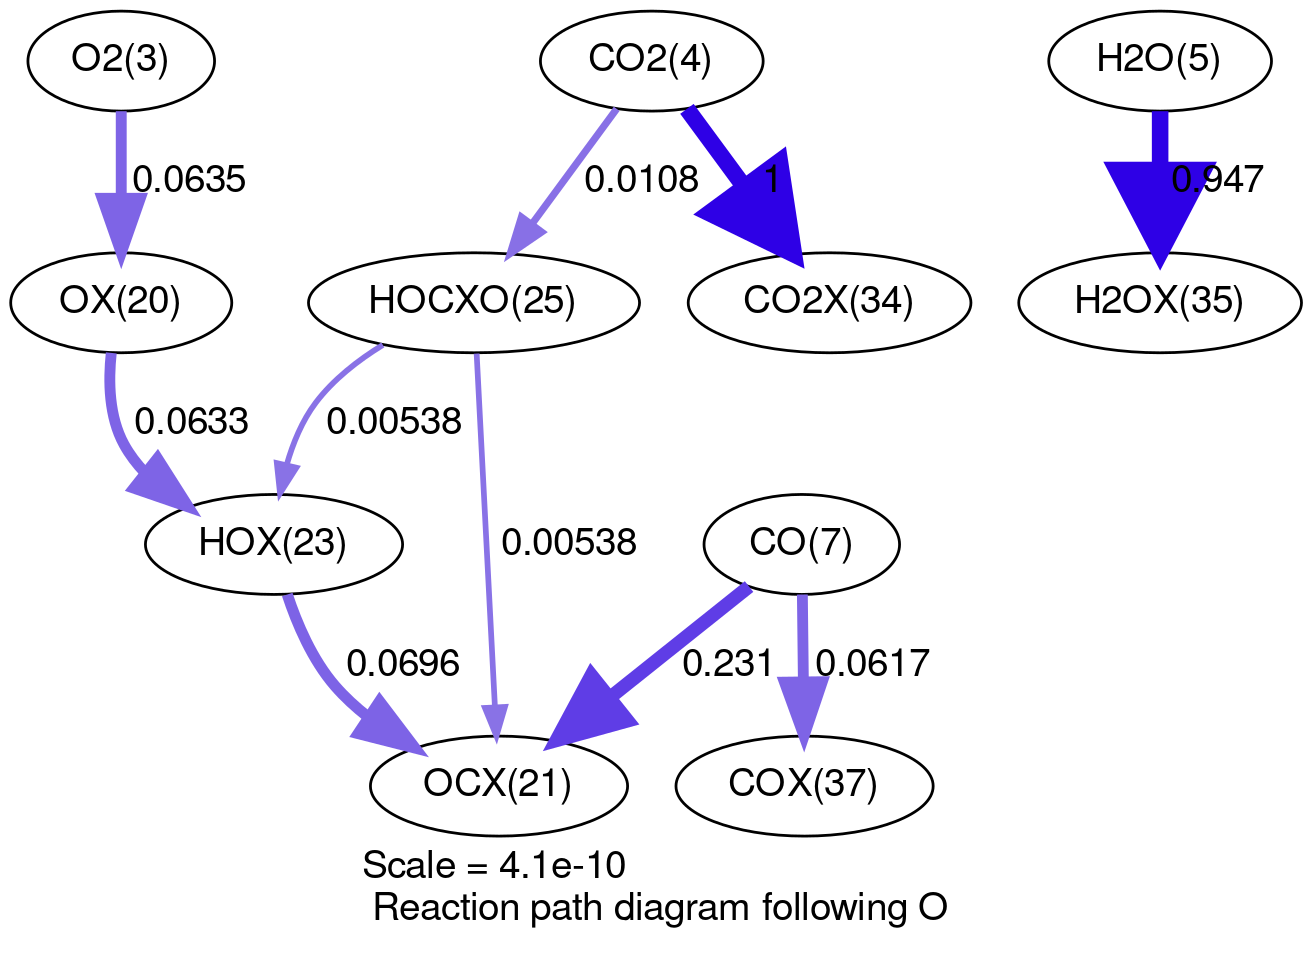 O2(3)
CO2(4)
H2O(5)
0.0635
0.0108
1
0.947
OX(20)
HOCXO(25)
CO2X(34)
H2OX(35)
0.0633
0.00538
HOX(23)
0.00538
CO(7)
0.0696
0.231
0.0617
OCX(21)
COX(37)
Scale = 4.1e-10
Reaction path diagram following O